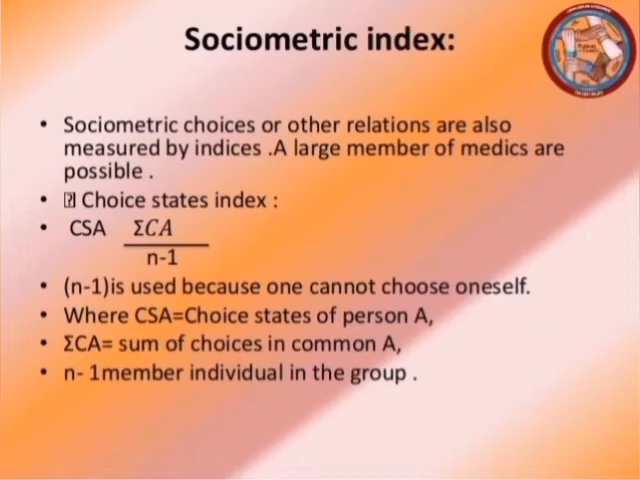 Sociometric index:
• Sociometric choices or other relations are also
measured by indices .A large member of medics are
possible .
• Choice states index :
• CSA ΣCA
n-1
• (n-1)is used because one cannot choose oneself.
• Where CSA=Choice states of person A,
• ΣCA= sum of choices in common A,
• n- 1member individual in the group .